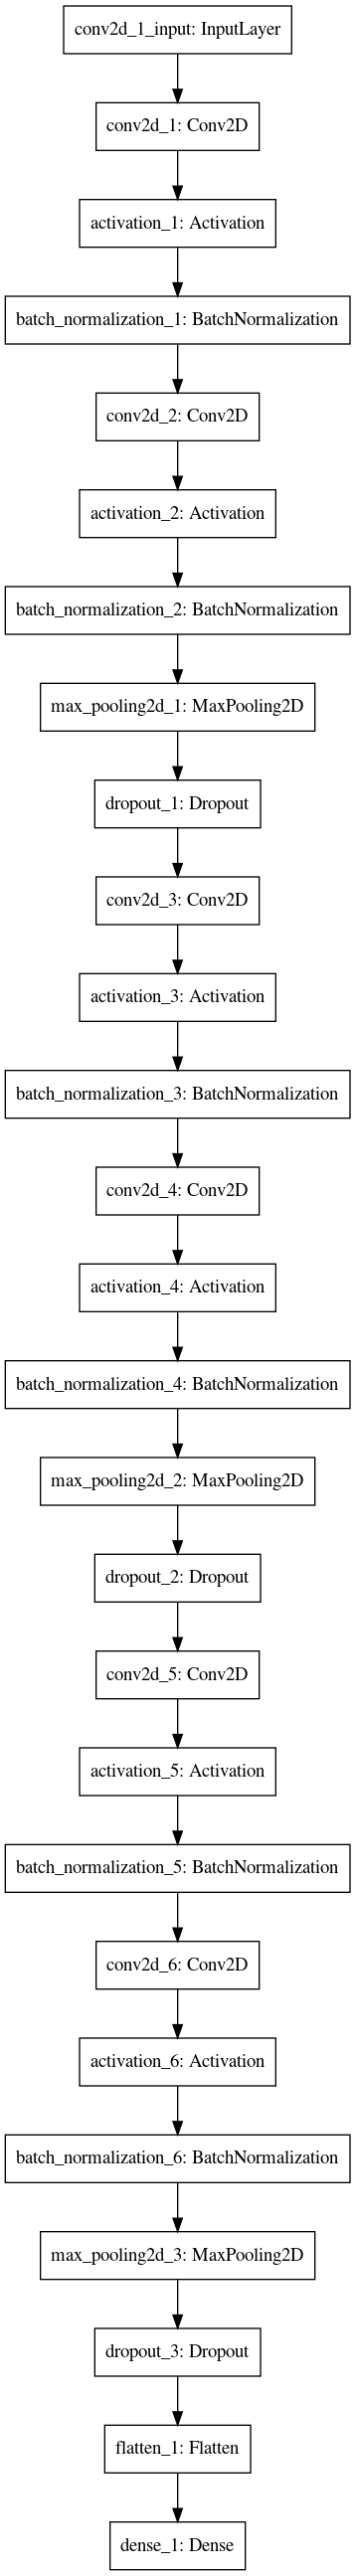 conv2d_1_input: InputLayer
conv2d_1: Conv2D
activation_1: Activation
batch_normalization_1: BatchNormalization
conv2d_2: Conv2D
activation_2: Activation
batch_normalization_2: BatchNormalization
max_pooling2d_1: MaxPooling2D
dropout_1: Dropout
conv2d_3: Conv2D
activation_3: Activation
batch_normalization_3: BatchNormalization
conv2d_4: Conv2D
activation_4: Activation
batch_normalization_4: BatchNormalization
max_pooling2d_2: MaxPooling2D
dropout_2: Dropout
conv2d_5: Conv2D
activation_5: Activation
batch_normalization_5: BatchNormalization
conv2d_6: Conv2D
activation_6: Activation
batch_normalization_6: BatchNormalization
max_pooling2d_3: MaxPooling2D
dropout_3: Dropout
flatten_1: Flatten
dense_1: Dense